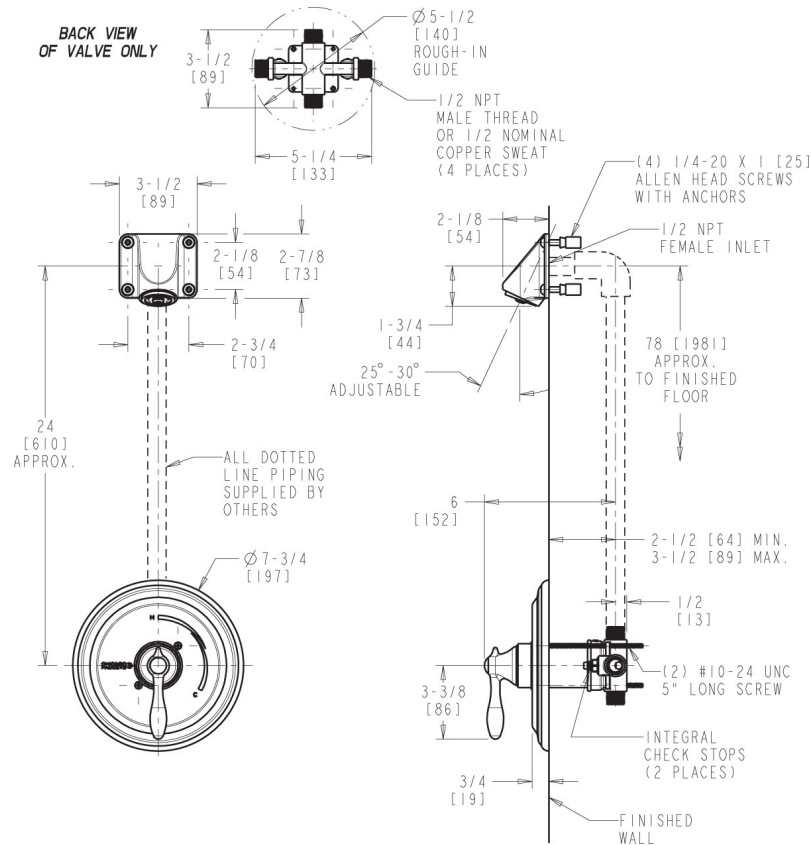 BACK VIEW
OF VALVE ONLY
3-1/2
[89]
Ø 5-1/2
[140]
ROUGH-IN
GUIDE
1/2 NPT
MALE THREAD
OR 1/2 NOMINAL
COPPER SWEAT
(4 PLACES)
5-1/4
[133]
3-1/2
[89]
2-1/8
[54]
2-7/8
[73]
2-3/4
[70]
24
[610]
APPROX.
ALL DOTTED
LINE PIPING
SUPPLIED BY
OTHERS
Ø 7-3/4
[197]
H
C
(4) 1/4-20 X 1 [25]
ALLEN HEAD SCREWS
WITH ANCHORS
2-1/8
[54]
1/2 NPT
FEMALE INLET
1-3/4
[44]
25°-30°
ADJUSTABLE
78 [1981]
APPROX.
TO FINISHED
FLOOR
6
[152]
2-1/2 [64] MIN.
3-1/2 [89] MAX.
1/2
[13]
(2) #10-24 UNC
5" LONG SCREW
3-3/8
[86]
INTEGRAL
CHECK STOPS
(2 PLACES)
3/4
[19]
FINISHED
WALL